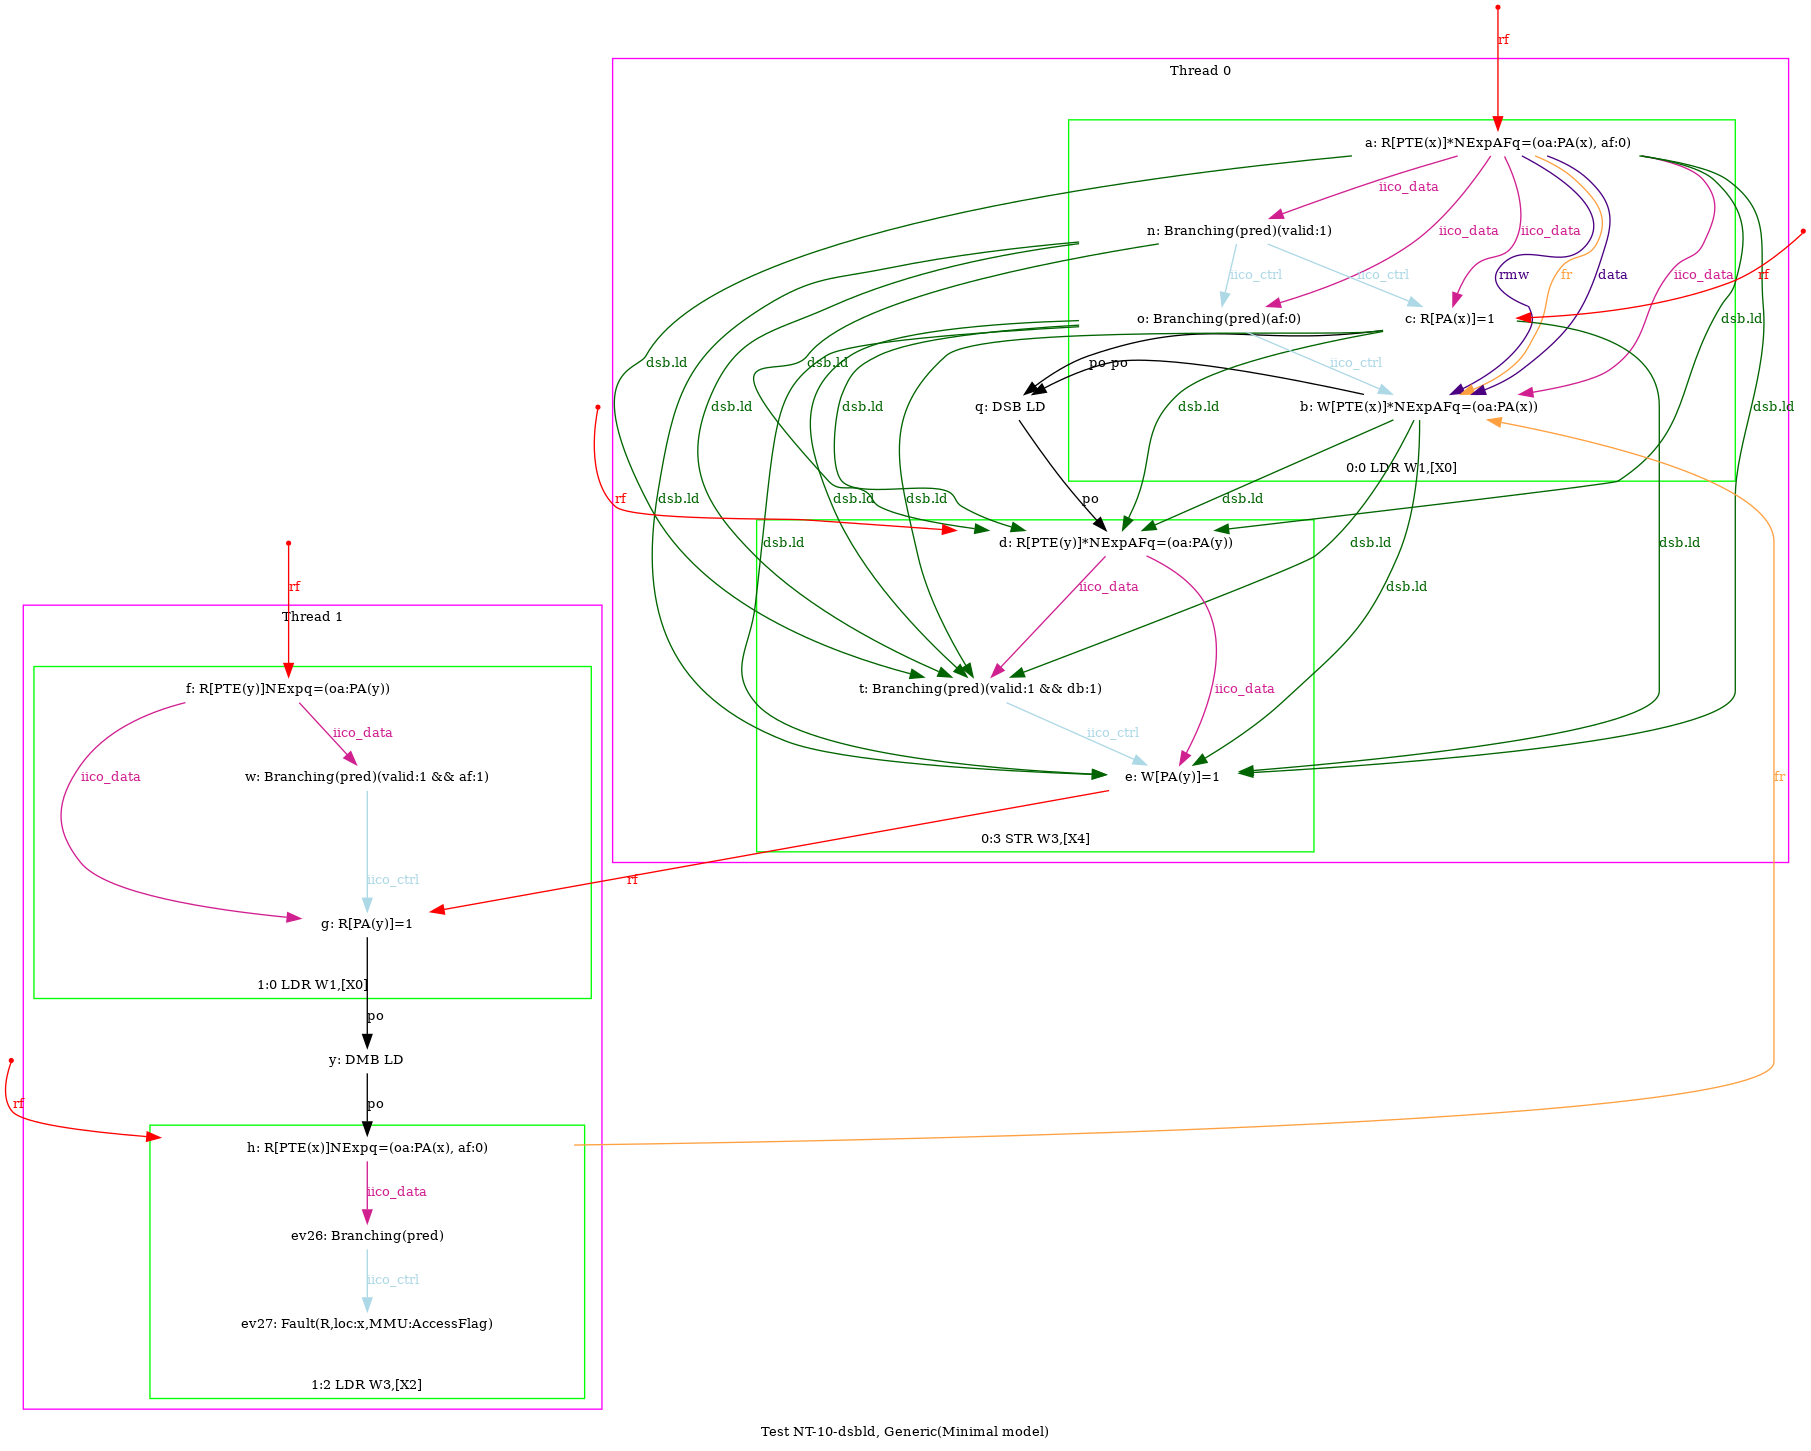 rf
Thread 0
a: R[PTE(x)]*NExpAFq=(oa:PA(x), af:0)
iico_data
n: Branching(pred)(valid:1)
iico_data
iico_data
iico_ctrl
iico_ctrl
rmw
fr
data
iico_data
rf
o: Branching(pred)(af:0)
c: R[PA(x)]=1
dsb.ld
dsb.ld
dsb.ld
po
po
iico_ctrl
q: DSB LD
b: W[PTE(x)]*NExpAFq=(oa:PA(x))
dsb.ld
dsb.ld
dsb.ld
dsb.ld
0:0 LDR W1,[X0]
rf
dsb.ld
dsb.ld
dsb.ld
po
dsb.ld
d: R[PTE(y)]*NExpAFq=(oa:PA(y))
dsb.ld
dsb.ld
dsb.ld
rf
iico_data
dsb.ld
Thread 1
f: R[PTE(y)]NExpq=(oa:PA(y))
t: Branching(pred)(valid:1 && db:1)
iico_data
iico_data
iico_ctrl
iico_data
w: Branching(pred)(valid:1 && af:1)
e: W[PA(y)]=1
fr
0:3 STR W3,[X4]
iico_ctrl
rf
g: R[PA(y)]=1
1:0 LDR W1,[X0]
po
y: DMB LD
rf
po
h: R[PTE(x)]NExpq=(oa:PA(x), af:0)
iico_data
ev26: Branching(pred)
iico_ctrl
ev27: Fault(R,loc:x,MMU:AccessFlag)
1:2 LDR W3,[X2]
Test NT-10-dsbld, Generic(Minimal model)